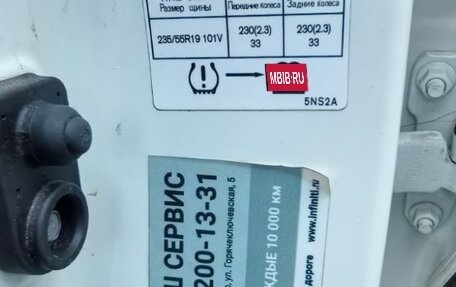 Размер шины Передние колеса Задние колеса
235/55R19 101V 230(2.3) 33 230(2.3) 33
MBIB.RU
5NS2A
СЕРВИС
200-13-31
ул. Горячеключевская, 5
10 000 КМ
www.infiniti.ru
дороге